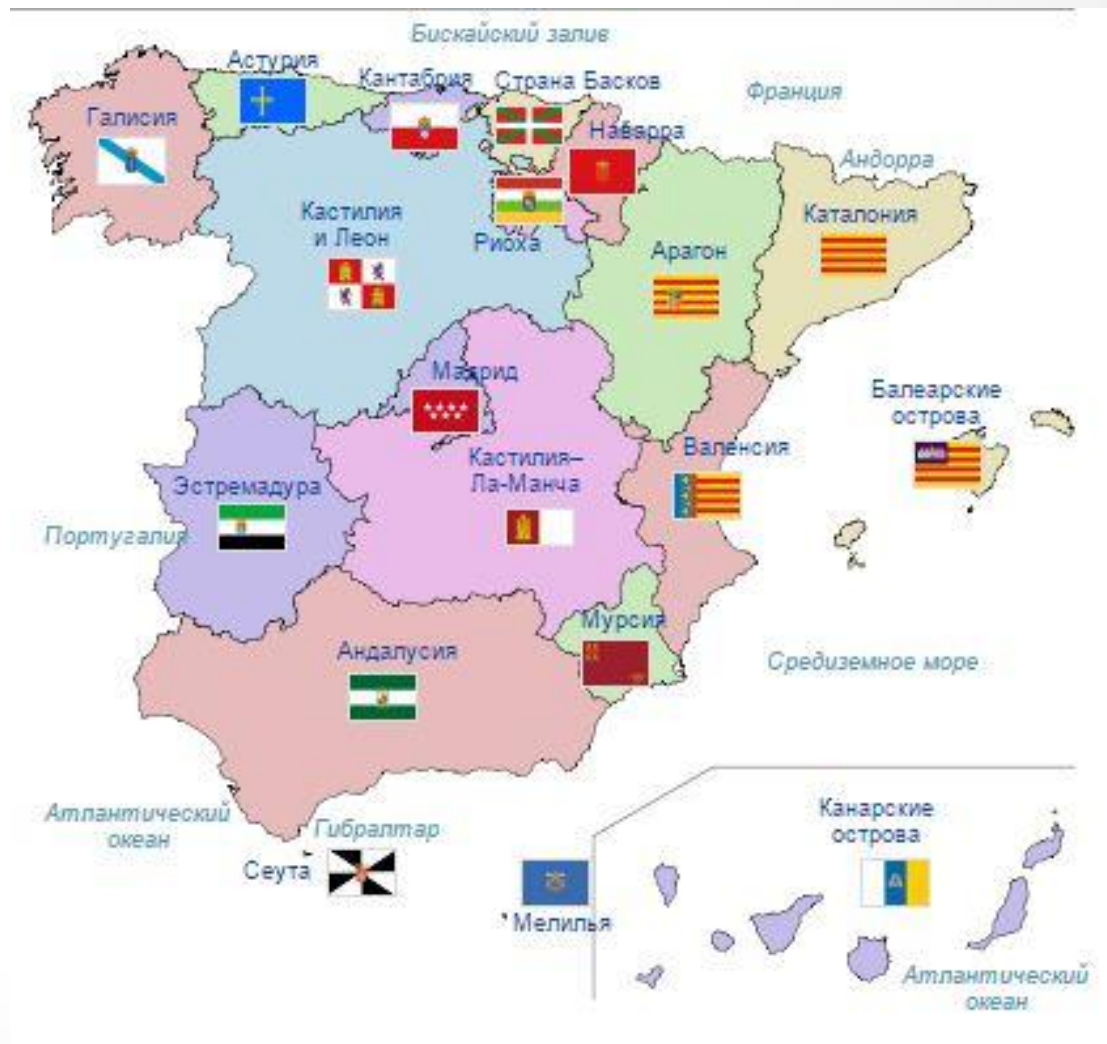 Бискайский залив
Астурия
Кантабрия
Страна Басков
Франция
Галисия
Наварра
Андорра
Кастилия
и Леон
Риоха
Арагон
Каталония
Мадрид
Балеарские
острова
Кастилия–
Ла-Манча
Валенсия
Эстремадура
Португалия
Мурсия
Андалусия
Средиземное море
Атлантический
океан
Гибралтар
Сеута
Мелилья
Канарские
острова
Атлантический
океан